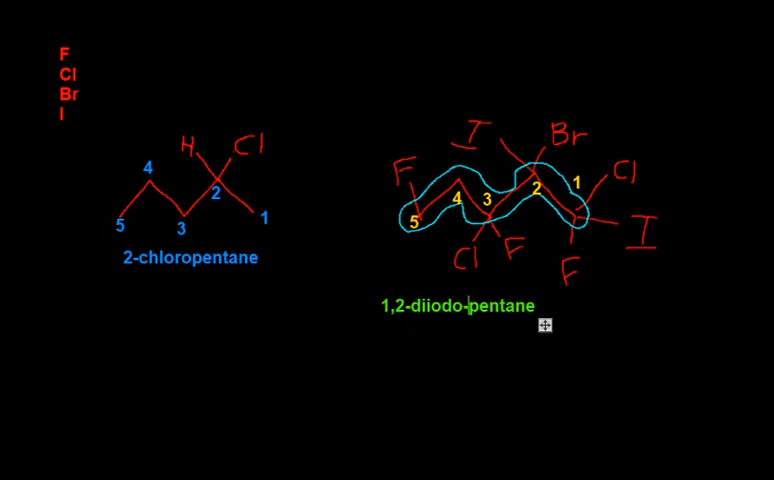 F
Cl
Br
I
H Cl
4
2
5
3
1
2-chloropentane
I Br
F Cl
1
2
3
4
5
I
Cl F
F
1,2-diiodo-pentane